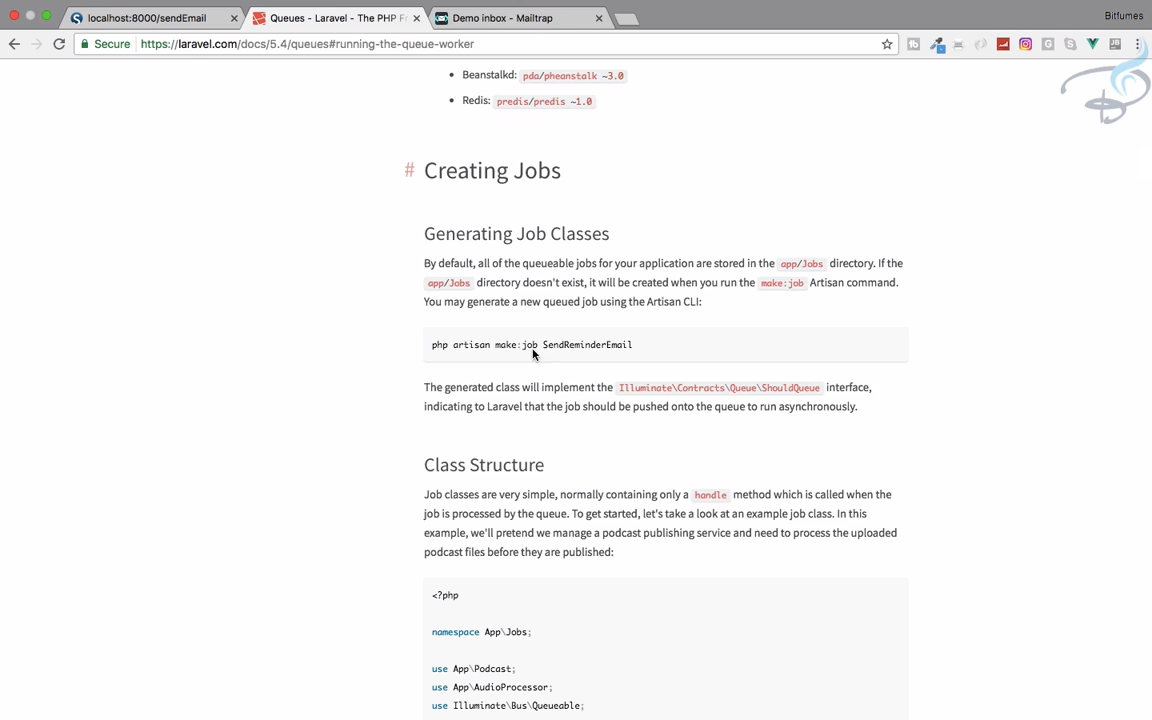 localhost:8000/sendEmail
Queues - Laravel - The PHP F
Demo inbox - Mailtrap
Bitfumes
Secure
https://laravel.com/docs/5.4/queues#running-the-queue-worker
Beanstalkd: pda/pheanstalk ~3.0
Redis: predis/predis ~1.0
# Creating Jobs
Generating Job Classes
By default, all of the queueable jobs for your application are stored in the app/Jobs directory. If the
app/Jobs directory doesn't exist, it will be created when you run the make:job Artisan command.
You may generate a new queued job using the Artisan CLI:
php artisan make:job SendReminderEmail
The generated class will implement the Illuminate\Contracts\Queue\ShouldQueue interface,
indicating to Laravel that the job should be pushed onto the queue to run asynchronously.
Class Structure
Job classes are very simple, normally containing only a handle method which is called when the
job is processed by the queue. To get started, let's take a look at an example job class. In this
example, we'll pretend we manage a podcast publishing service and need to process the uploaded
podcast files before they are published:
<?php
namespace App\Jobs;
use App\Podcast;
use App\AudioProcessor;
use Illuminate\Bus\Queueable;